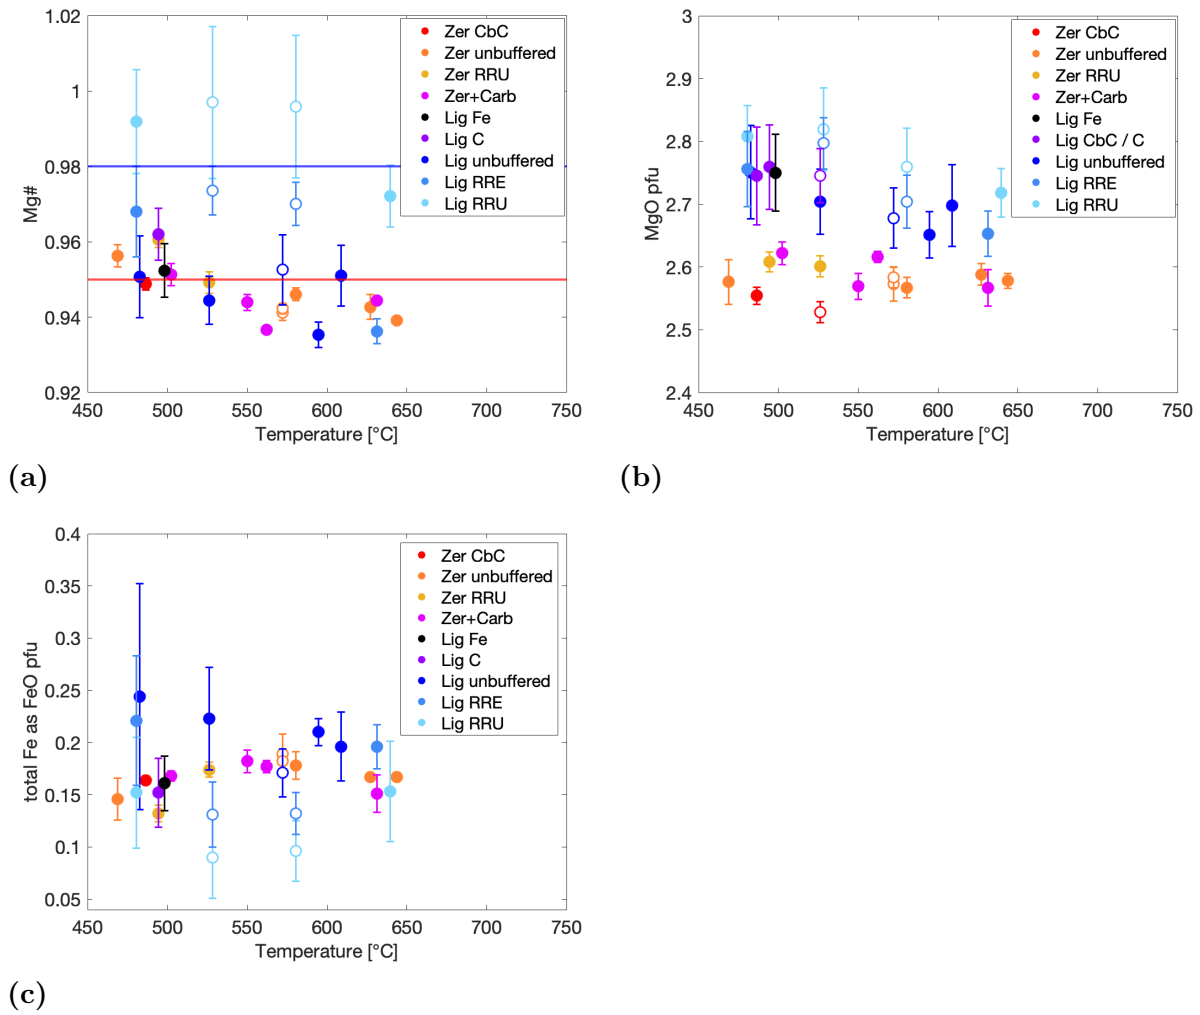 1.02
1
0.98
0.96
0.94
0.92
Mg#
450 500 550 600 650 700 750
Temperature [°C]
Zer CbC
Zer unbuffered
Zer RRU
Zer+Carb
Lig Fe
Lig C
Lig unbuffered
Lig RRE
Lig RRU
(a)
3
2.9
2.8
2.7
2.6
2.5
2.4
MgO pfu
450 500 550 600 650 700 750
Temperature [°C]
Zer CbC
Zer unbuffered
Zer RRU
Zer+Carb
Lig Fe
Lig CbC / C
Lig unbuffered
Lig RRE
Lig RRU
(b)
0.4
0.35
0.3
0.25
0.2
0.15
0.1
0.05
total Fe as FeO pfu
450 500 550 600 650 700 750
Temperature [°C]
Zer CbC
Zer unbuffered
Zer RRU
Zer+Carb
Lig Fe
Lig C
Lig unbuffered
Lig RRE
Lig RRU
(c)